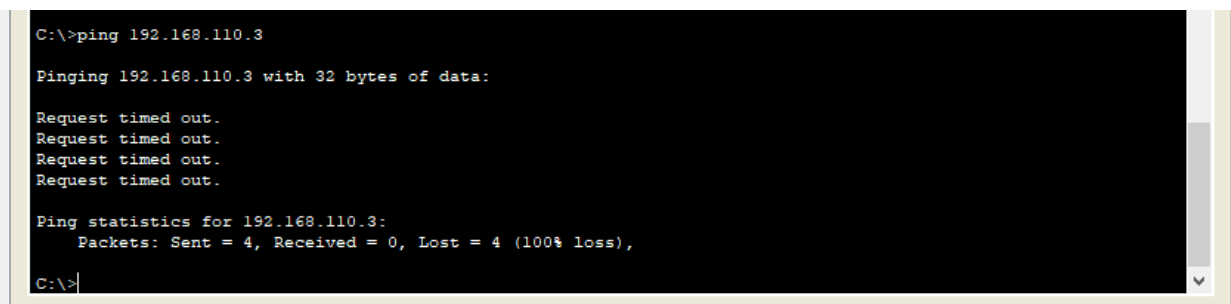 C:\>ping 192.168.110.3
Pinging 192.168.110.3 with 32 bytes of data:
Request timed out.
Request timed out.
Request timed out.
Request timed out.
Ping statistics for 192.168.110.3:
    Packets: Sent = 4, Received = 0, Lost = 4 (100% loss),
C:\>